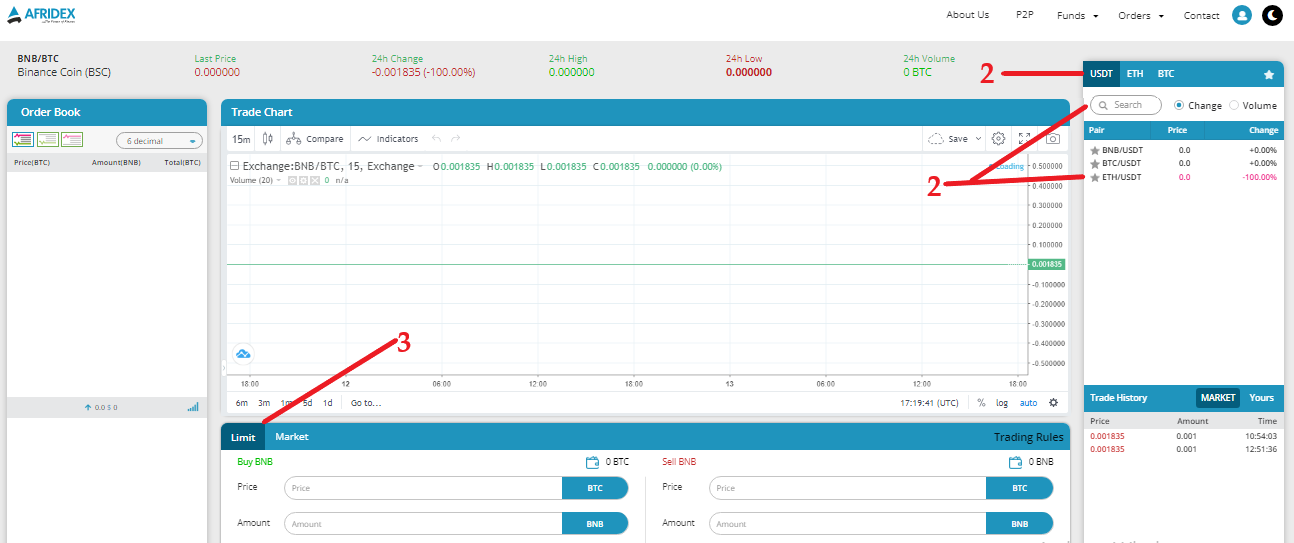 AFRIDEX
About Us P2P Funds Orders Contact
BNB/BTC
Binance Coin (BSC)
Last Price
0.000000
24h Change
-0.001835 (-100.00%)
24h High
0.000000
24h Low
0.000000
24h Volume
0 BTC
2
USDT ETH BTC
Search Change Volume
Pair Price Change
BNB/USDT 0.0 +0.00%
BTC/USDT 0.0 +0.00%
ETH/USDT 0.0 -100.00%
2
Order Book
6 decimal
Price(BTC) Amount(BNB) Total(BTC)
0.0 $ 0
Trade Chart
15m Compare Indicators Save
Exchange:BNB/BTC, 15, Exchange O0.001835 H0.001835 L0.001835 C0.001835 0.000000 (0.00%)
Loading
Volume (20) 0 n/a
0.500000
0.400000
0.300000
0.200000
0.100000
0.001835
-0.100000
-0.200000
-0.300000
-0.400000
-0.500000
3
18:00 12 06:00 12:00 18:00 13 06:00 12:00 18:00
6m 3m 1m 5d 1d Go to... 17:19:41 (UTC) % log auto
Limit Market Trading Rules
Buy BNB 0 BTC
Price Price BTC
Amount Amount BNB
Sell BNB 0 BNB
Price Price BTC
Amount Amount BNB
Trade History MARKET Yours
Price Amount Time
0.001835 0.001 10:54:03
0.001835 0.001 12:51:36